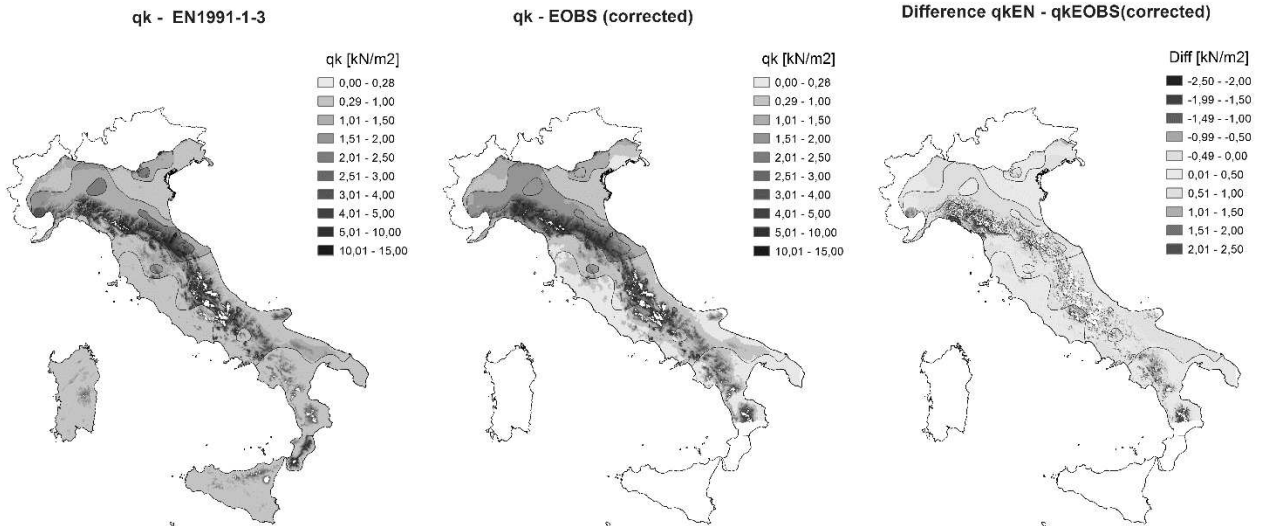 qk - EN1991-1-3
qk [kN/m2]
0,00 - 0,28
0,29 - 1,00
1,01 - 1,50
1,51 - 2,00
2,01 - 2,50
2,51 - 3,00
3,01 - 4,00
4,01 - 5,00
5,01 - 10,00
10,01 - 15,00
qk - EOBS (corrected)
qk [kN/m2]
0,00 - 0,28
0,29 - 1,00
1,01 - 1,50
1,51 - 2,00
2,01 - 2,50
2,51 - 3,00
3,01 - 4,00
4,01 - 5,00
5,01 - 10,00
10,01 - 15,00
Difference qkEN - qkEOBS(corrected)
Diff [kN/m2]
-2,50 - -2,00
-1,99 - -1,50
-1,49 - -1,00
-0,99 - -0,50
-0,49 - 0,00
0,01 - 0,50
0,51 - 1,00
1,01 - 1,50
1,51 - 2,00
2,01 - 2,50